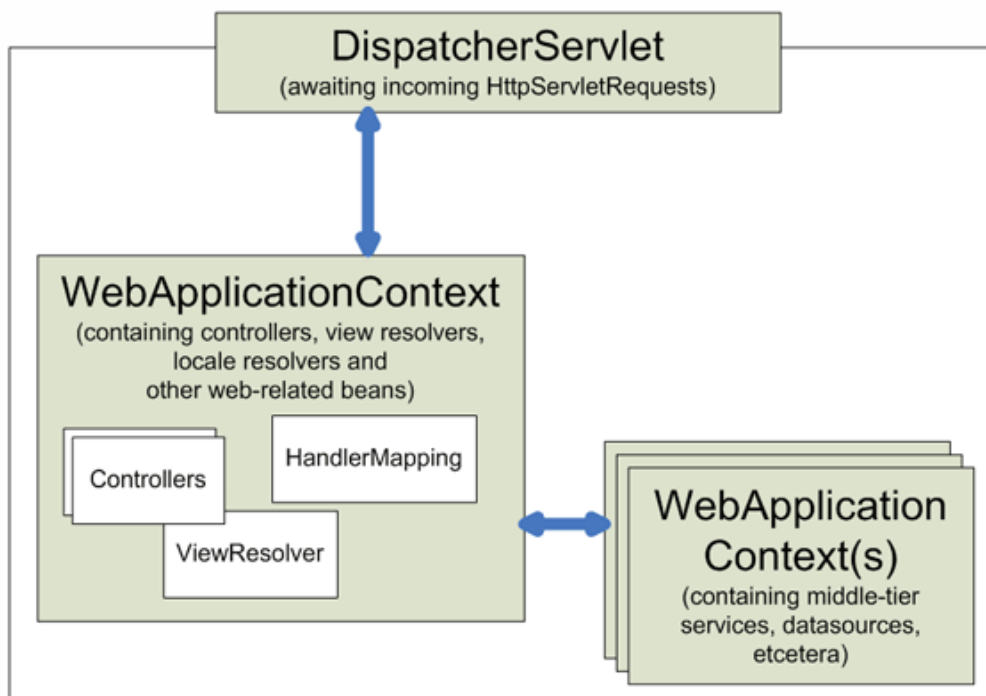 DispatcherServlet
(awaiting incoming HttpServletRequests)
WebApplicationContext
(containing controllers, view resolvers,
locale resolvers and
other web-related beans)
Controllers
HandlerMapping
ViewResolver
WebApplication
Context(s)
(containing middle-tier
services, datasources,
etcetera)